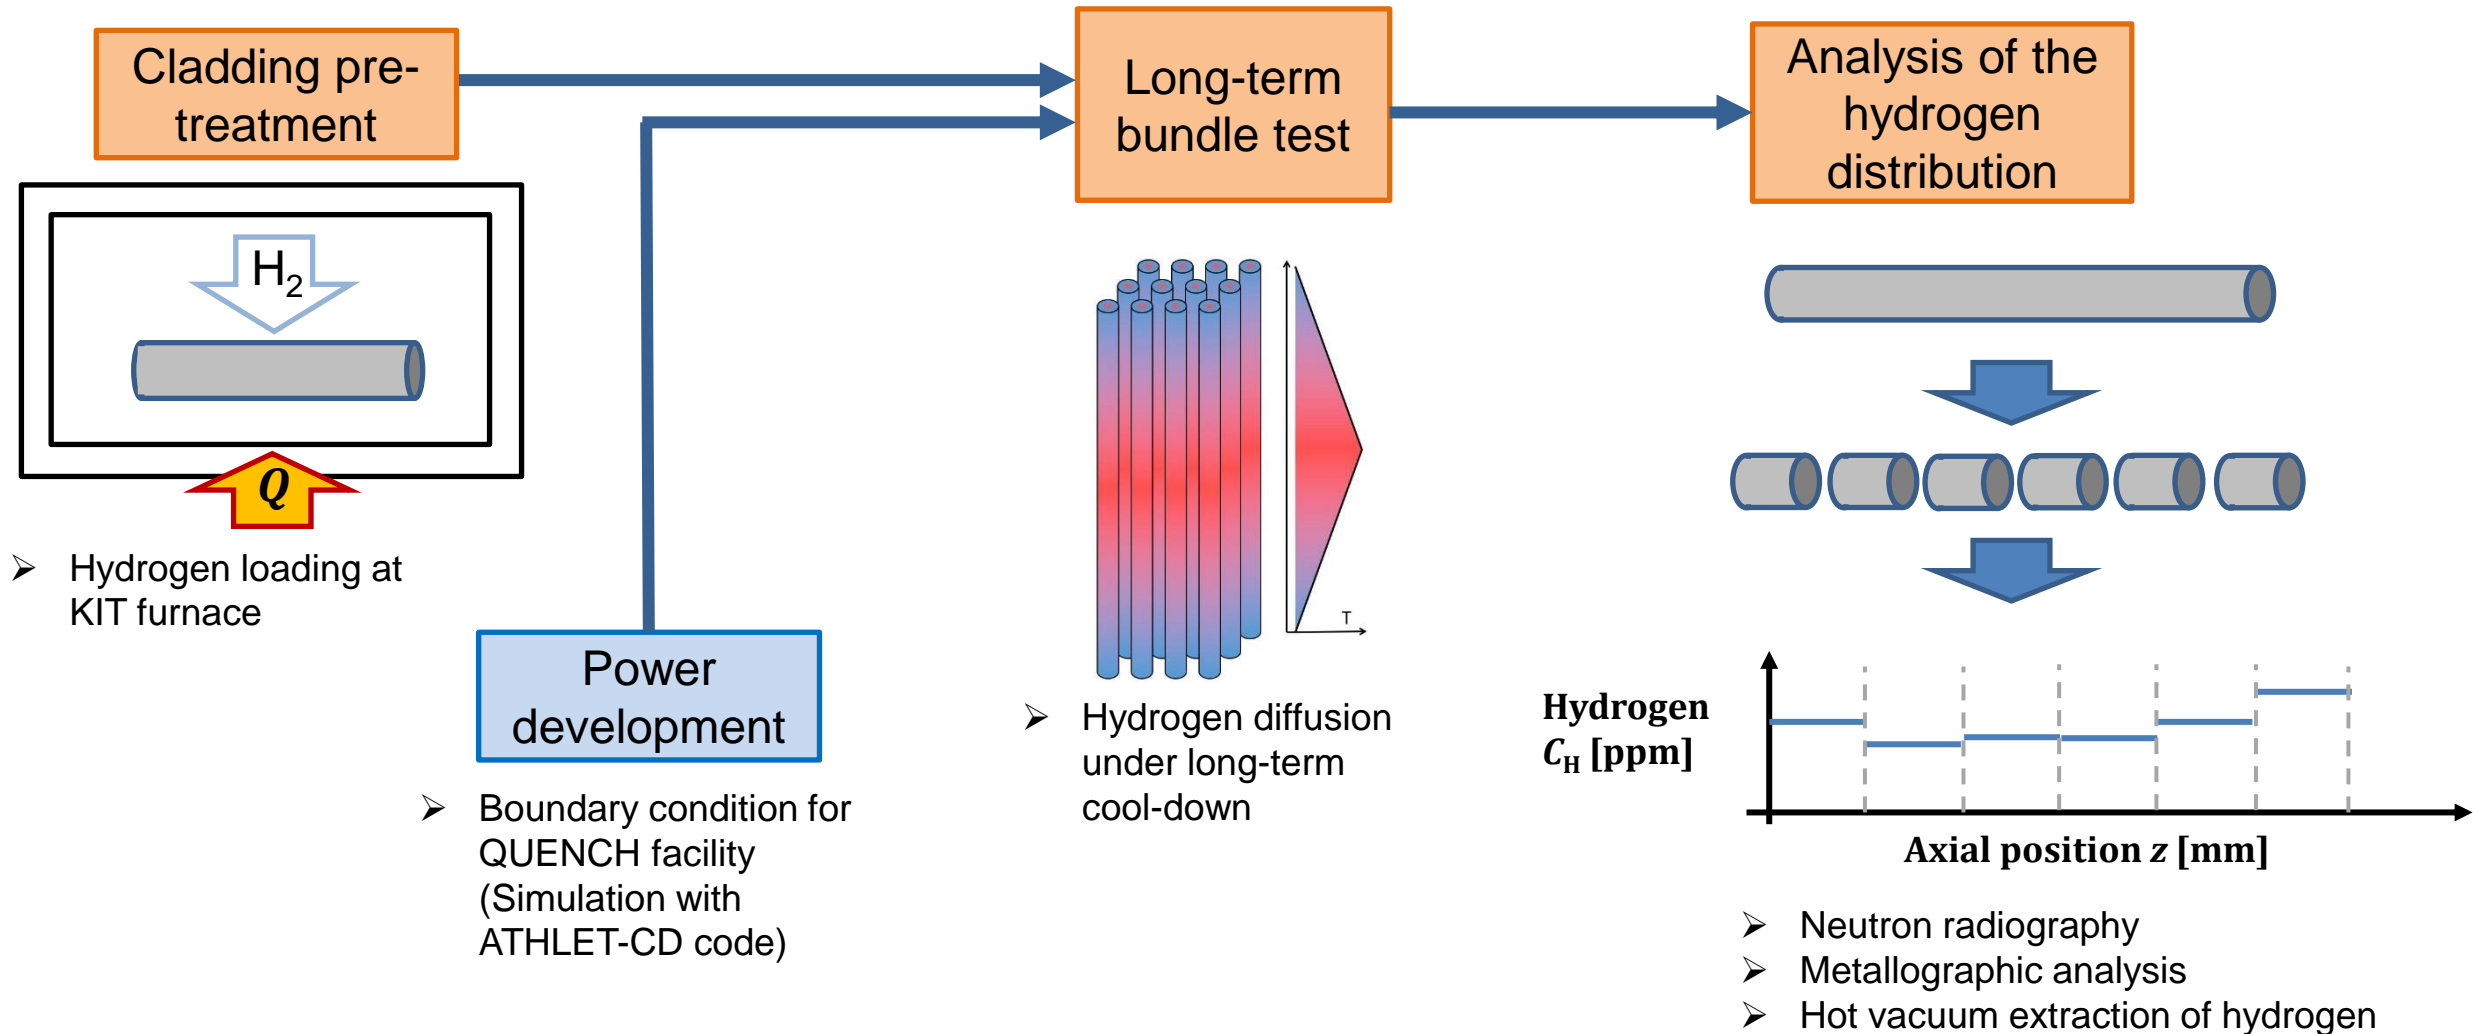 Cladding pre-
treatment
H₂
Q
➢ Hydrogen loading at
KIT furnace
Power
development
➢ Boundary condition for
QUENCH facility
(Simulation with
ATHLET-CD code)
Long-term
bundle test
T
➢ Hydrogen diffusion
under long-term
cool-down
Analysis of the
hydrogen
distribution
Hydrogen
C_H [ppm]
Axial position z [mm]
➢ Neutron radiography
➢ Metallographic analysis
➢ Hot vacuum extraction of hydrogen